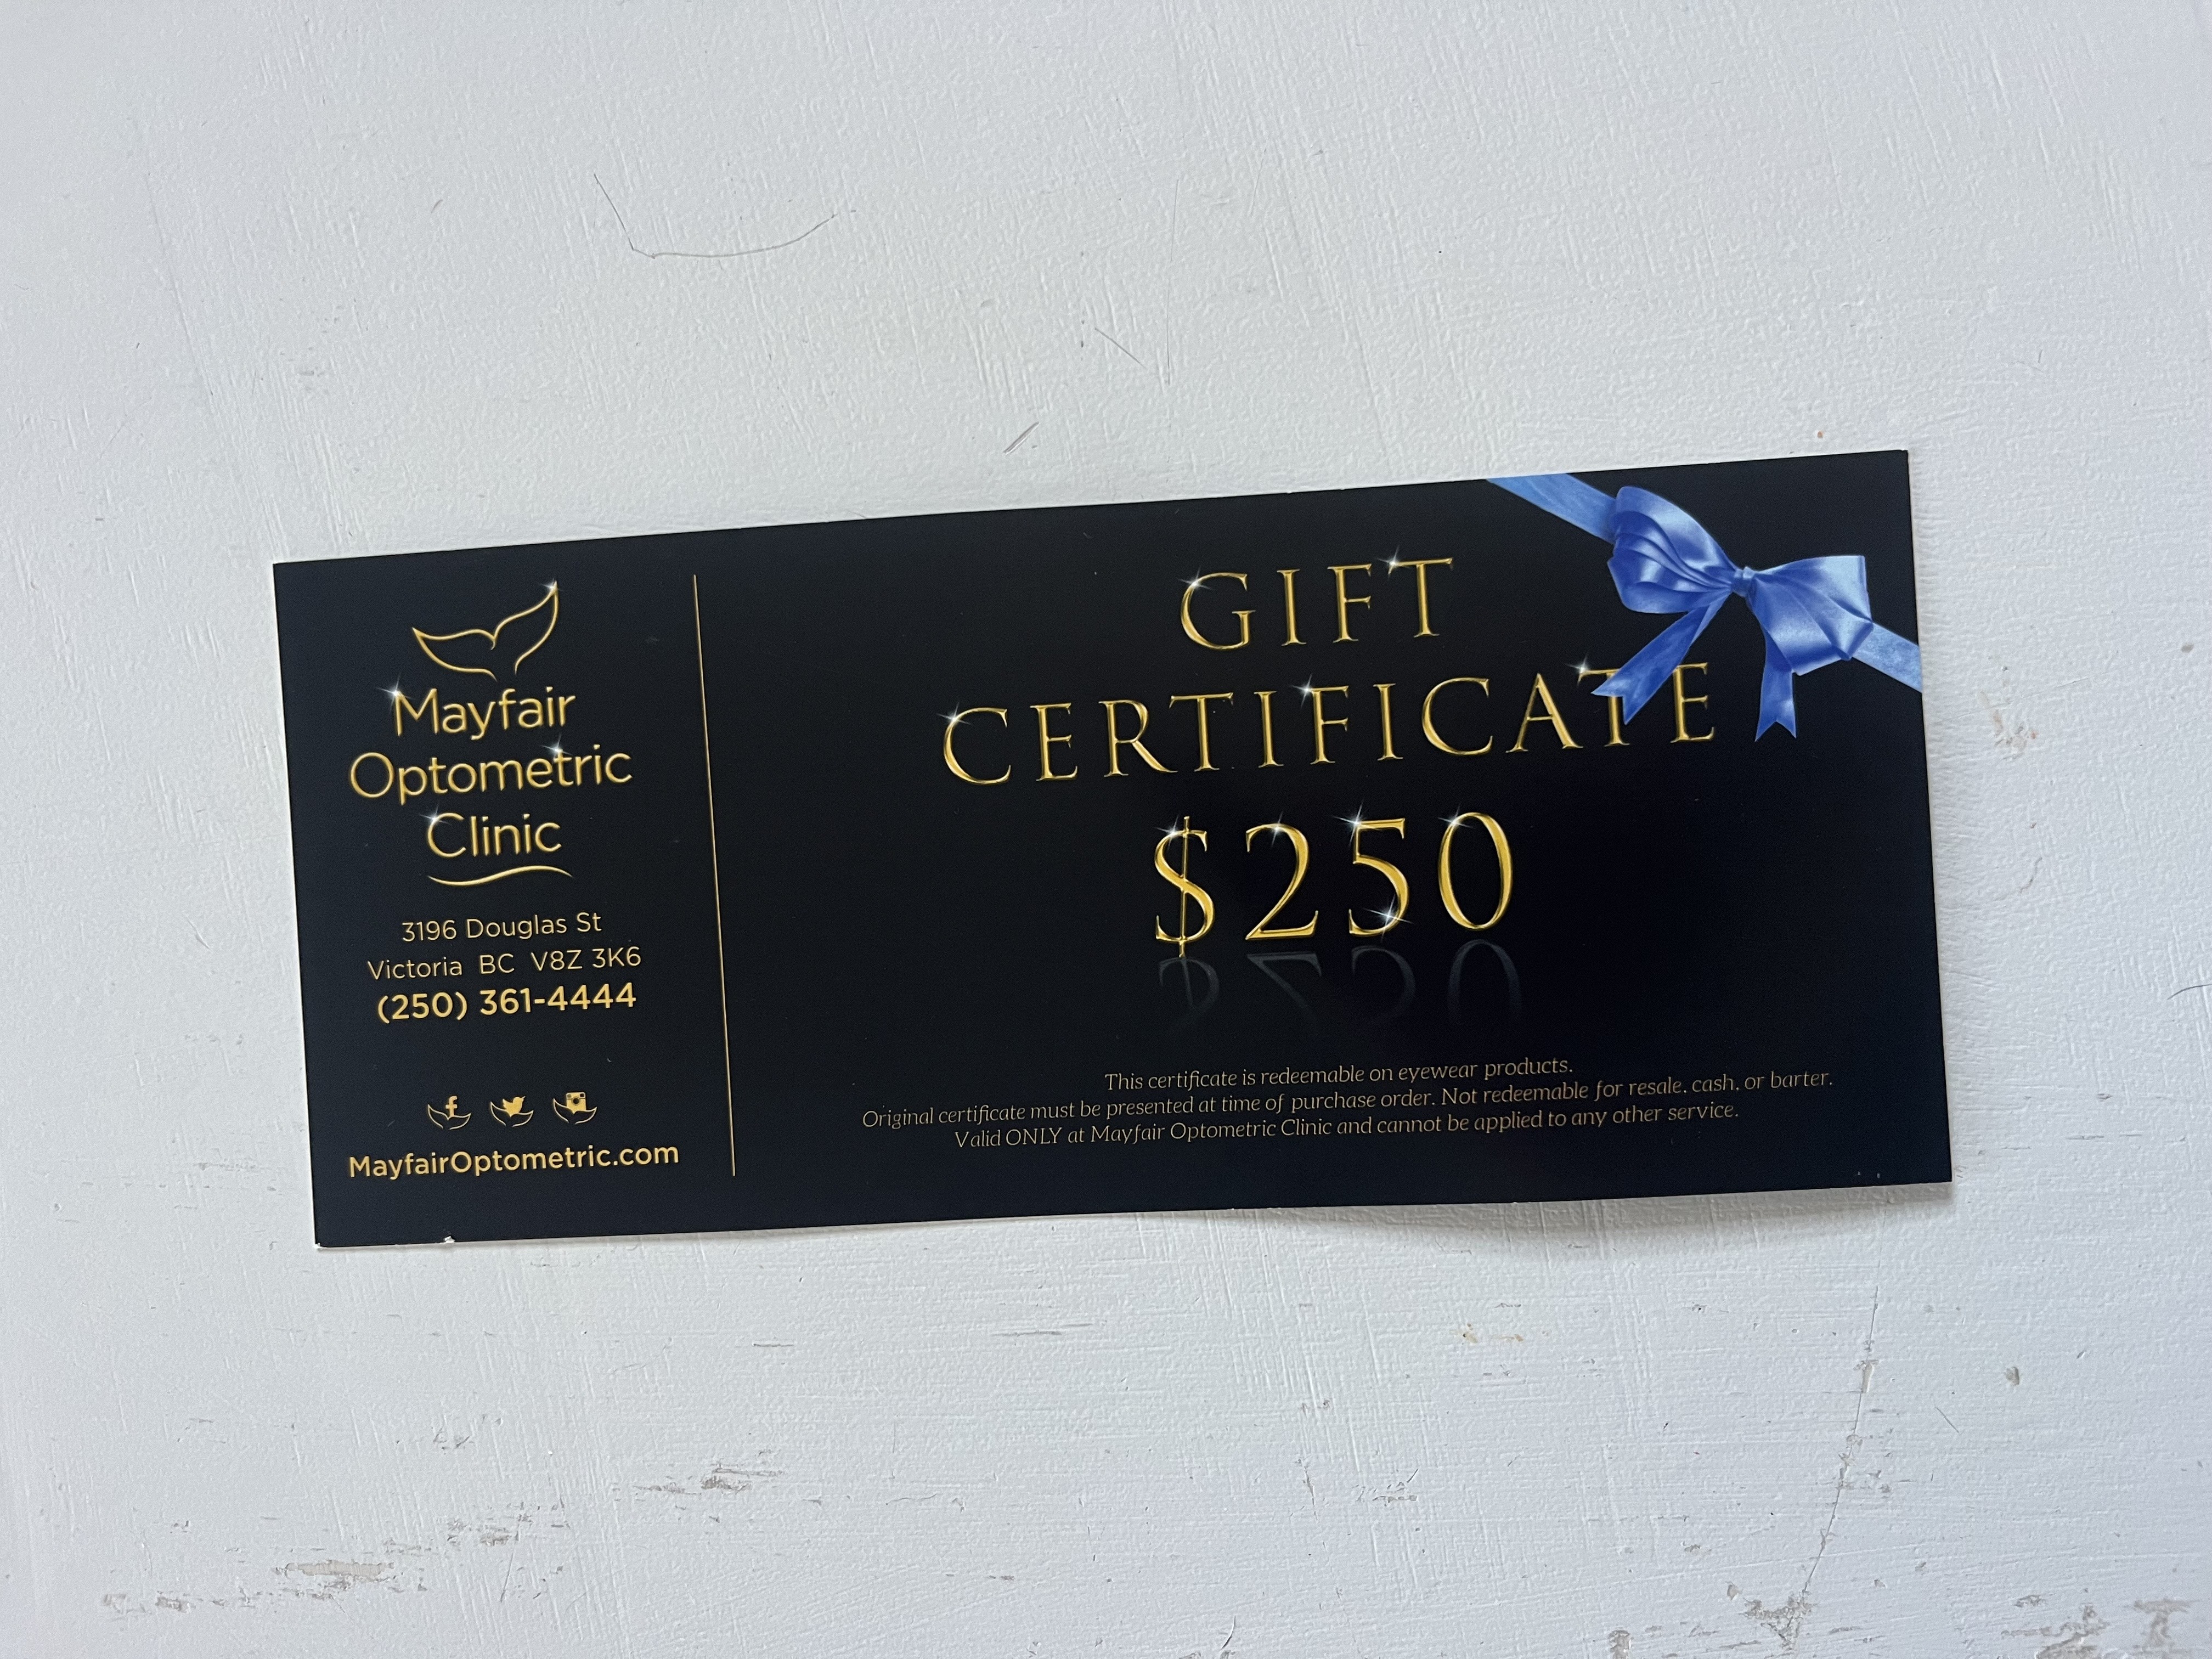 Mayfair
Optometric
Clinic
3196 Douglas St
Victoria BC V8Z 3K6
(250) 361-4444
MayfairOptometric.com
GIFT
CERTIFICATE
$250
This certificate is redeemable on eyewear products.
Original certificate must be presented at time of purchase order. Not redeemable for resale, cash, or barter.
Valid ONLY at Mayfair Optometric Clinic and cannot be applied to any other service.